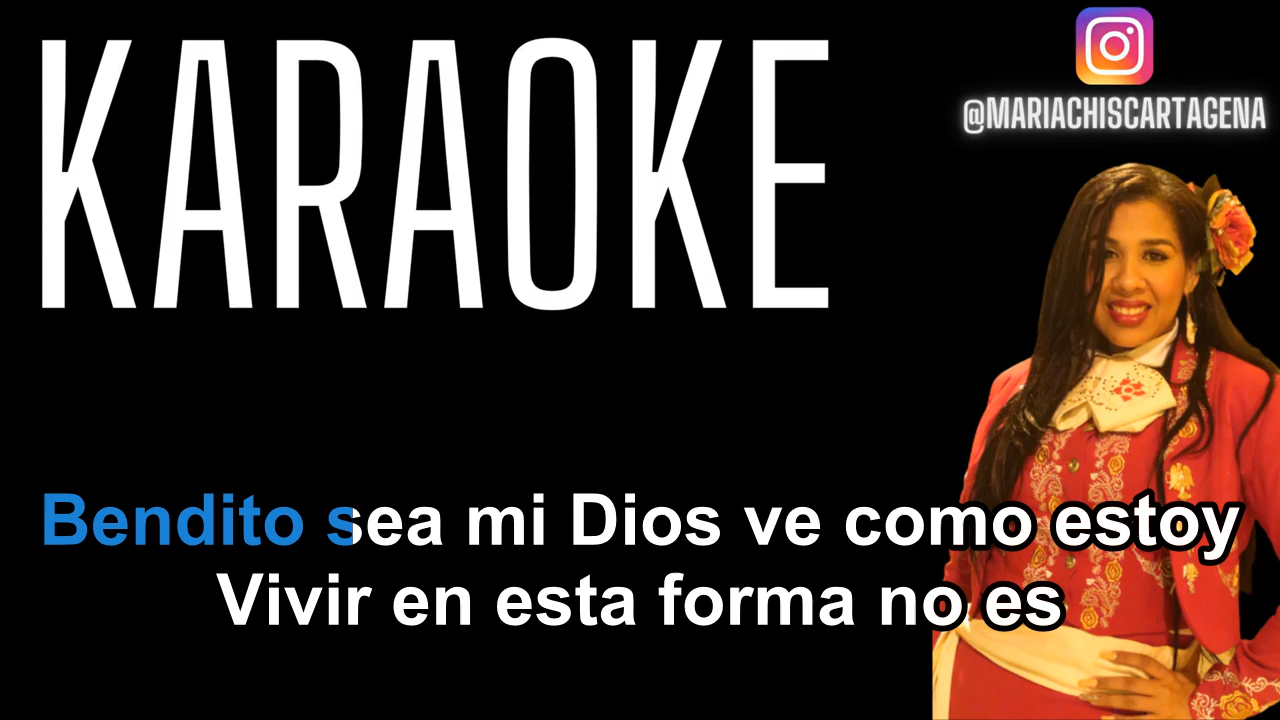 KARAOKE
@MARIACHISCARTAGENA
Bendito sea mi Dios ve como estoy
Vivir en esta forma no es